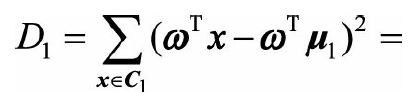 D₁ = ∑ₓ∈C₁ (ωᵀx − ωᵀμ₁)² =